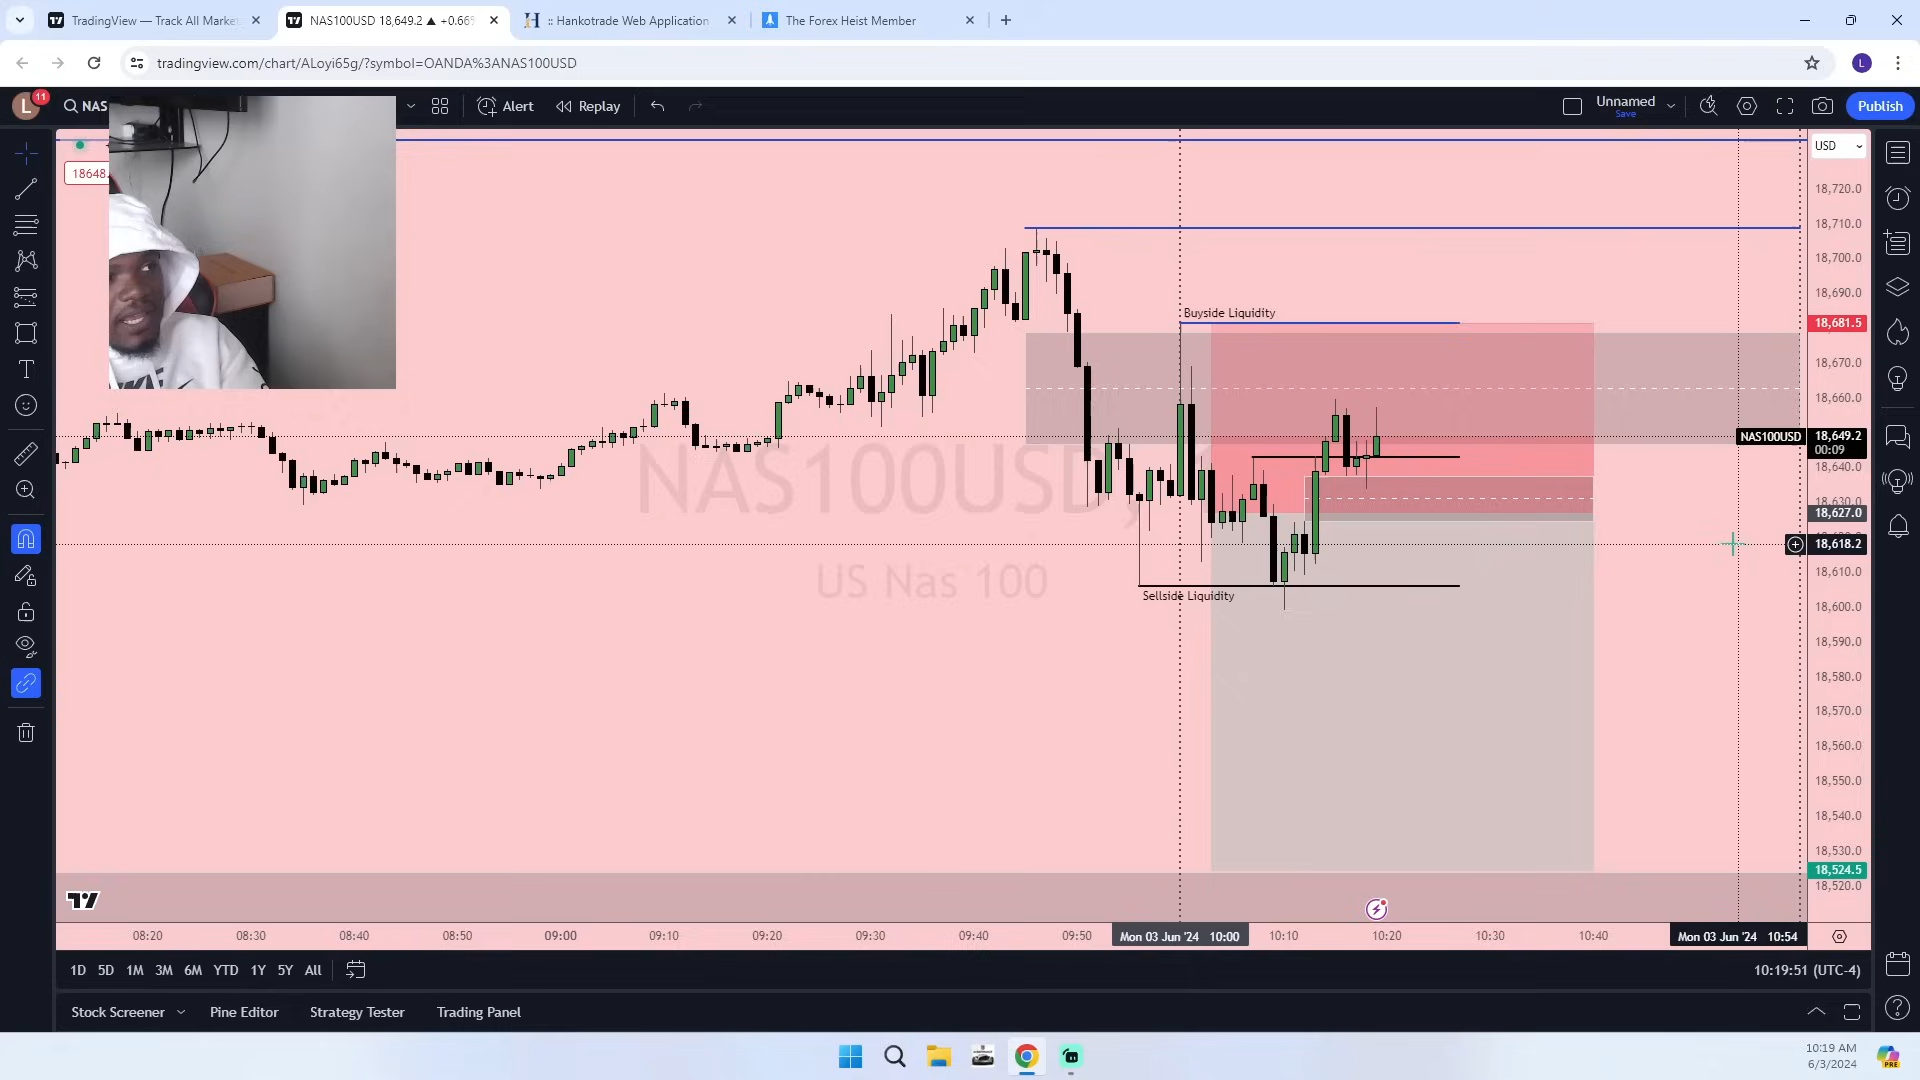 TradingView — Track All Marke
NAS100USD 18,649.2 ▲ +0.66%
:: Hankotrade Web Application
The Forex Heist Member
tradingview.com/chart/ALoyi65g/?symbol=OANDA%3ANAS100USD
L
L
11
NAS
Alert
Replay
Unnamed
Save
Publish
18648.
USD
18,720.0
18,710.0
18,700.0
18,690.0
Buyside Liquidity
18,681.5
18,670.0
18,660.0
NAS100USD
18,649.2
00:09
18,640.0
18,630.0
18,627.0
18,618.2
18,610.0
Sellside Liquidity
18,600.0
18,590.0
18,580.0
18,570.0
18,560.0
18,550.0
18,540.0
18,530.0
18,524.5
18,520.0
NAS100USD,
US Nas 100
NIKE
08:20
08:30
08:40
08:50
09:00
09:10
09:20
09:30
09:40
09:50
Mon 03 Jun '24 10:00
10:10
10:20
10:30
10:40
Mon 03 Jun '24 10:54
1D 5D 1M 3M 6M YTD 1Y 5Y All
10:19:51 (UTC-4)
Stock Screener
Pine Editor
Strategy Tester
Trading Panel
10:19 AM
6/3/2024
PRE